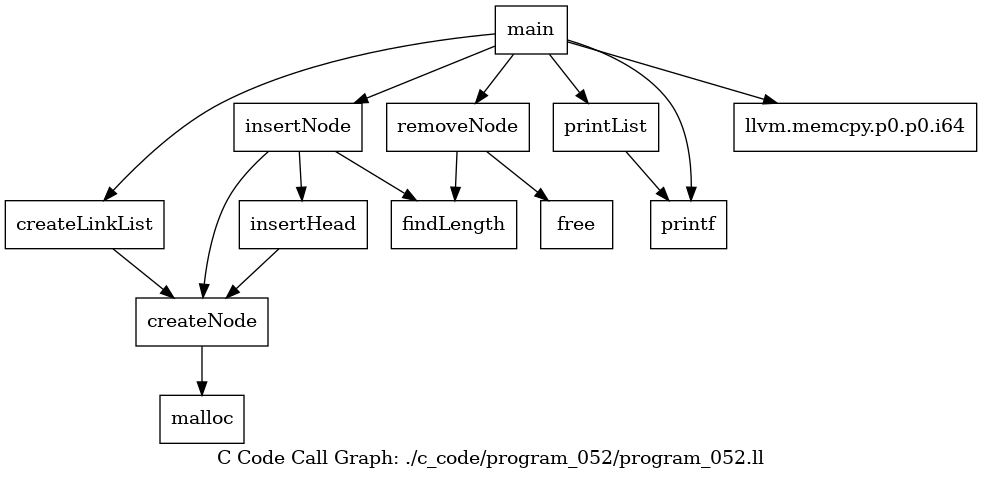 main
insertNode
removeNode
printList
llvm.memcpy.p0.p0.i64
createLinkList
insertHead
findLength
free
printf
createNode
malloc
C Code Call Graph: ./c_code/program_052/program_052.ll